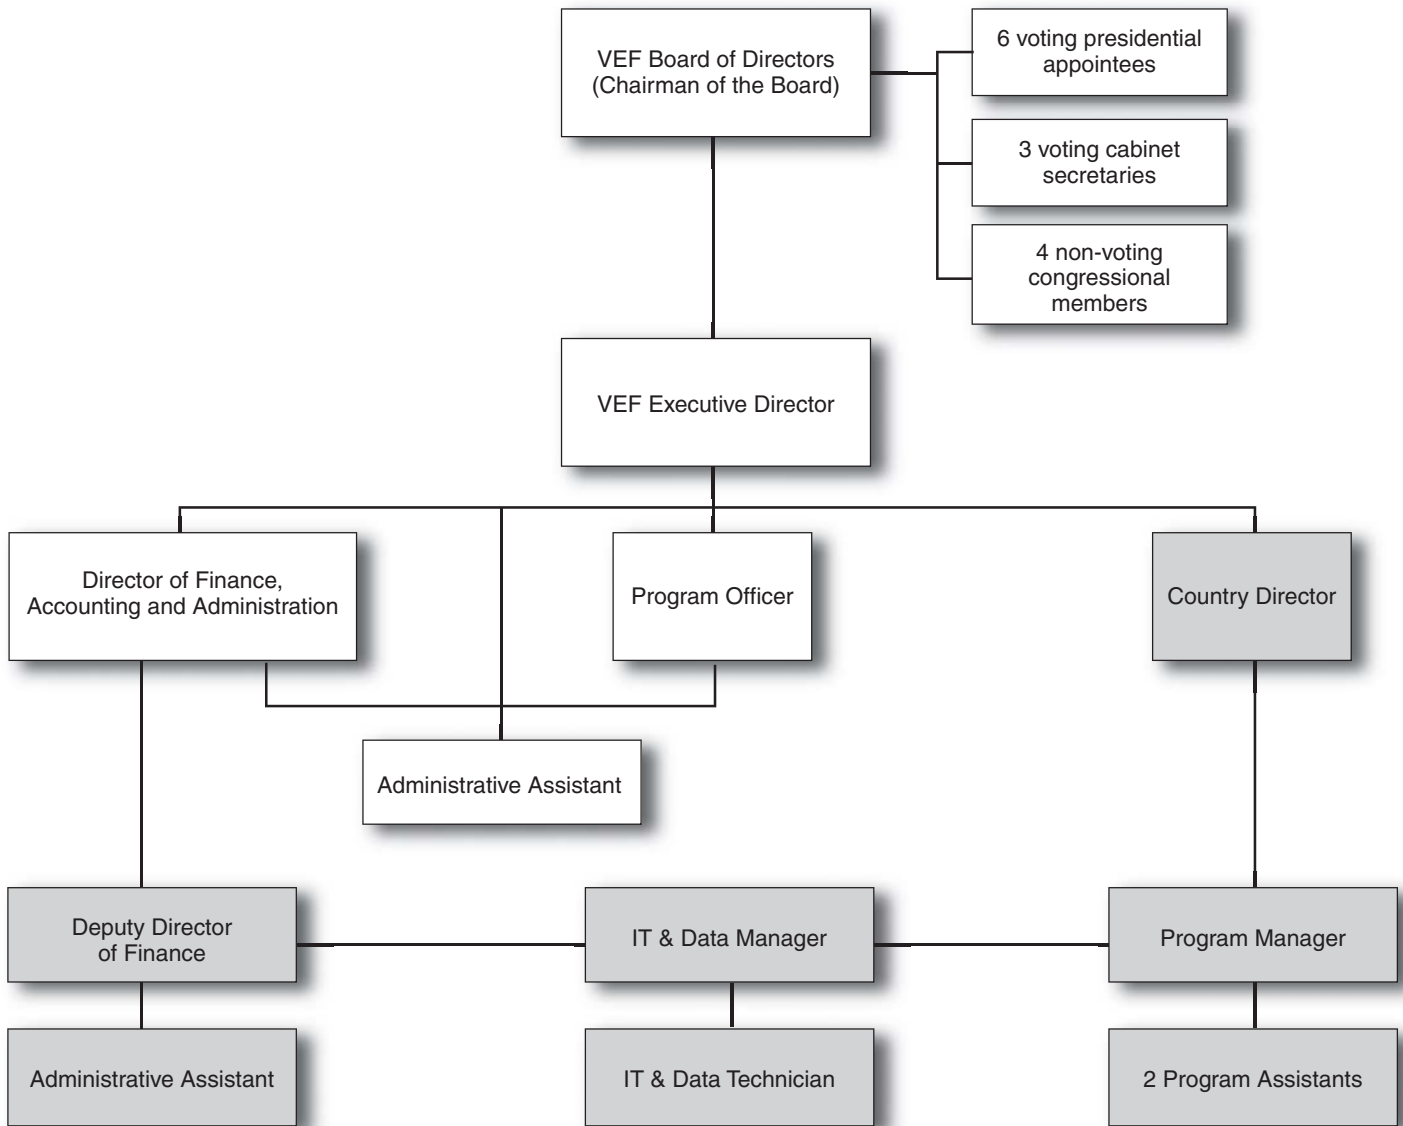 VEF Board of Directors
(Chairman of the Board)
6 voting presidential
appointees
3 voting cabinet
secretaries
4 non-voting
congressional
members
VEF Executive Director
Director of Finance,
Accounting and Administration
Program Officer
Country Director
Administrative Assistant
Deputy Director
of Finance
IT & Data Manager
Program Manager
Administrative Assistant
IT & Data Technician
2 Program Assistants